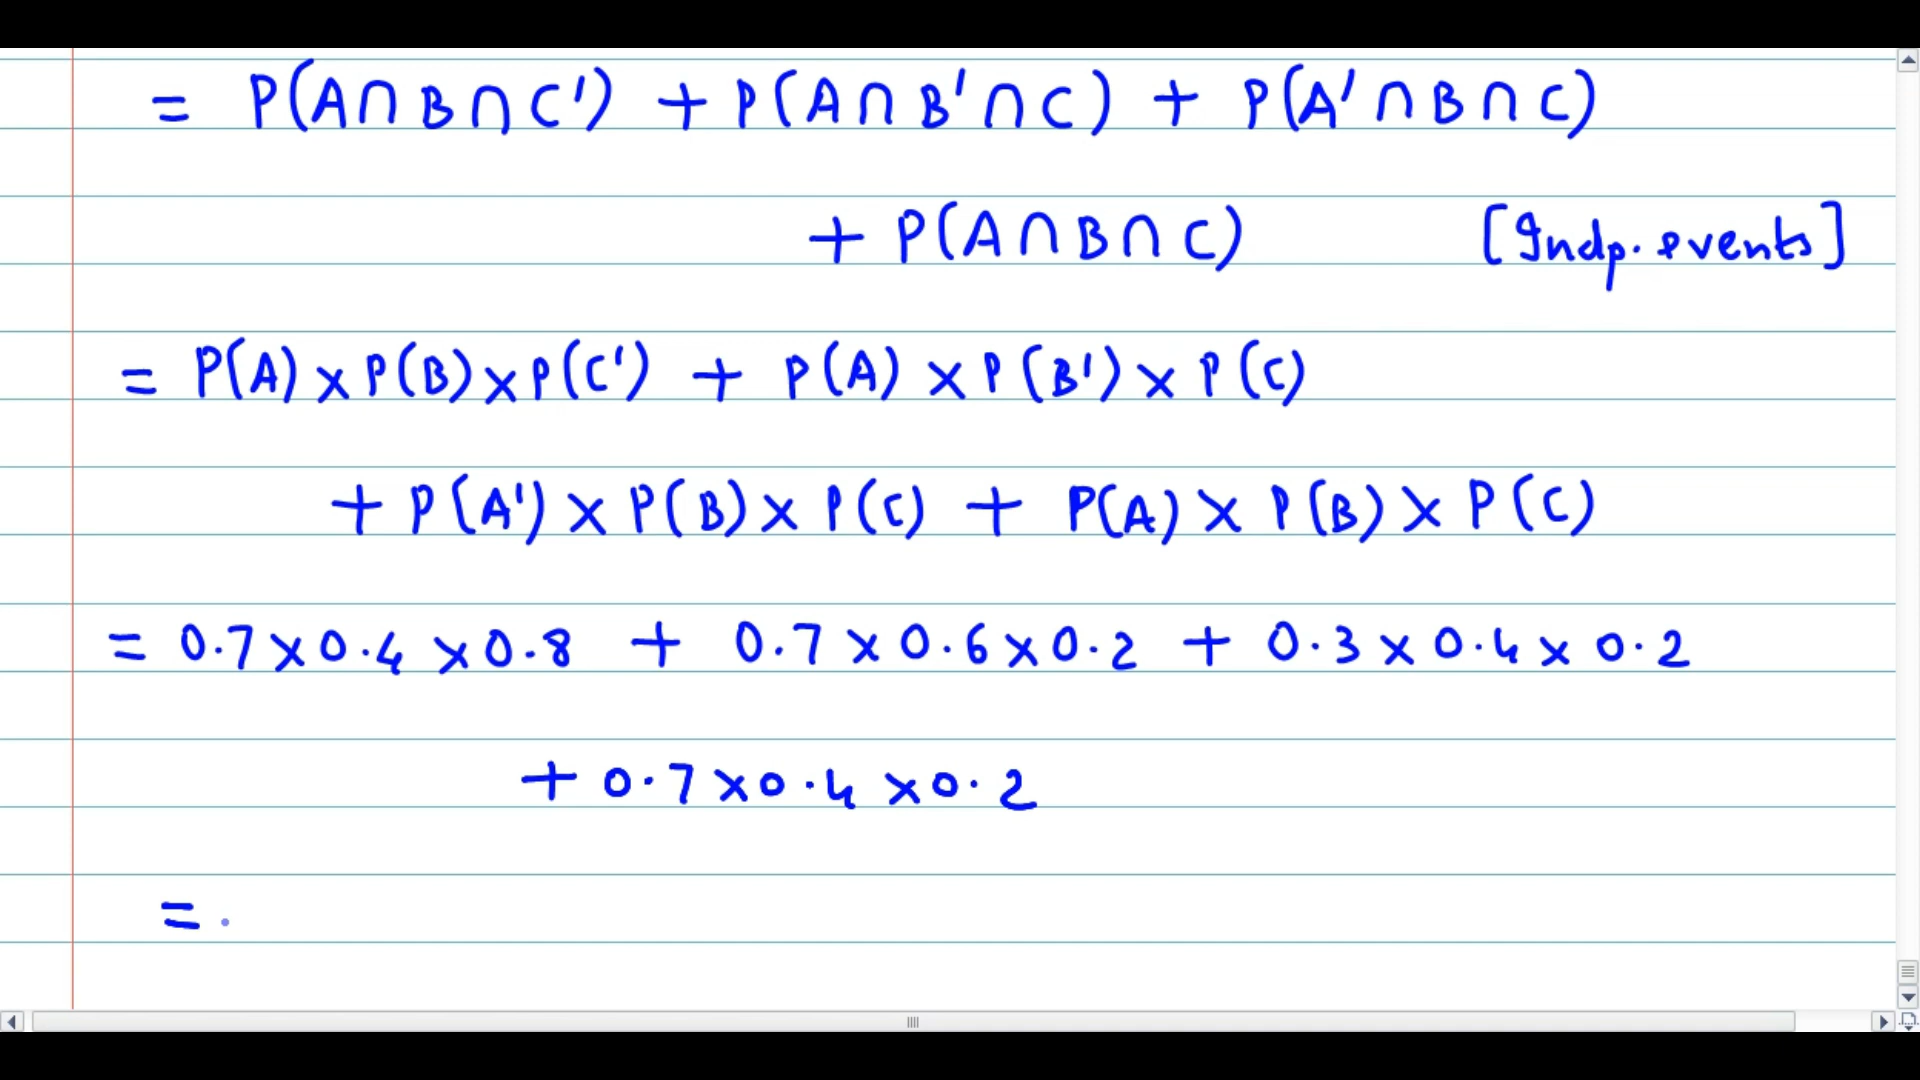 = P(A∩B∩C') + P(A∩B'∩C) + P(A'∩B∩C)
+ P(A∩B∩C) [Indp. events]
= P(A) × P(B) × P(C') + P(A) × P(B') × P(C)
+ P(A') × P(B) × P(C) + P(A) × P(B) × P(C)
= 0.7 × 0.4 × 0.8 + 0.7 × 0.6 × 0.2 + 0.3 × 0.4 × 0.2
+ 0.7 × 0.4 × 0.2
=